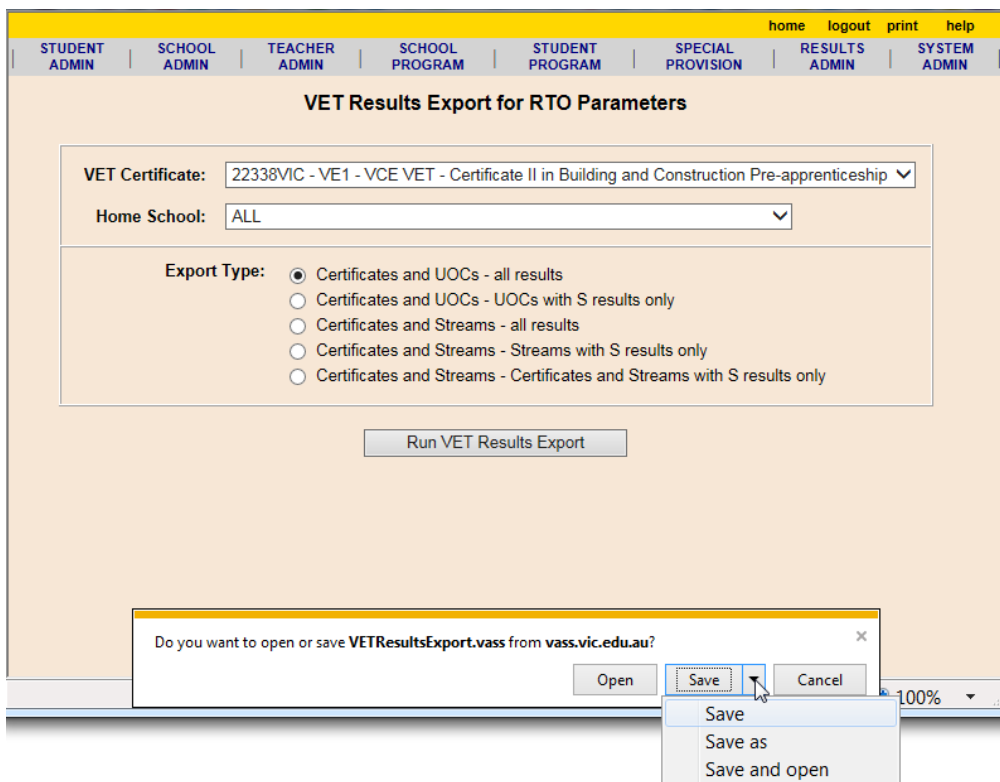 home logout print help
STUDENT ADMIN | SCHOOL ADMIN | TEACHER ADMIN | SCHOOL PROGRAM | STUDENT PROGRAM | SPECIAL PROVISION | RESULTS ADMIN | SYSTEM ADMIN
VET Results Export for RTO Parameters
VET Certificate: 22338VIC - VE1 - VCE VET - Certificate II in Building and Construction Pre-apprenticeship
Home School: ALL
Export Type: Certificates and UOCs - all results
Certificates and UOCs - UOCs with S results only
Certificates and Streams - all results
Certificates and Streams - Streams with S results only
Certificates and Streams - Certificates and Streams with S results only
Run VET Results Export
Do you want to open or save VETResultsExport.vass from vass.vic.edu.au?
Open Save Cancel
100%
Save
Save as
Save and open